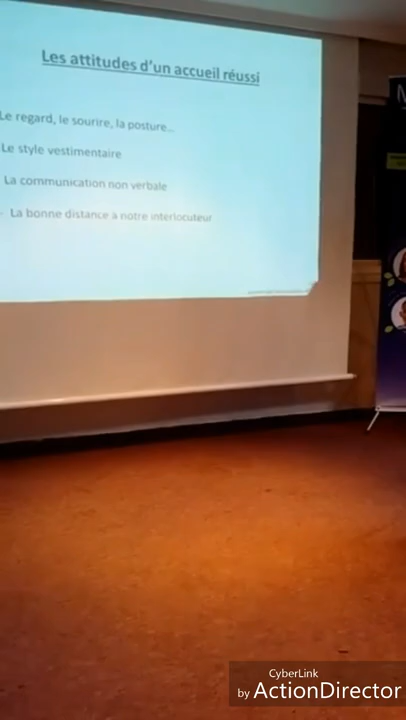 Les attitudes d'un accueil réussi
Le regard, le sourire, la posture...
Le style vestimentaire
La communication non verbale
- La bonne distance à notre interlocuteur
CyberLink
by ActionDirector